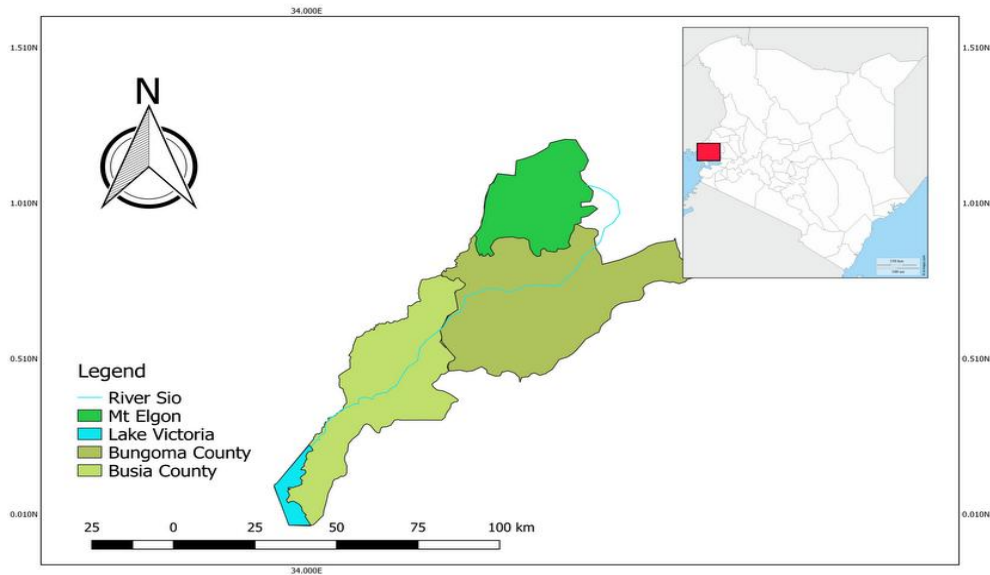 34.000E
1.510N
1.510N
N
1.010N
1.010N
0.510N
0.510N
Legend
River Sio
Mt Elgon
Lake Victoria
Bungoma County
Busia County
0.010N
0.010N
25 0 25 50 75 100 km
34.000E